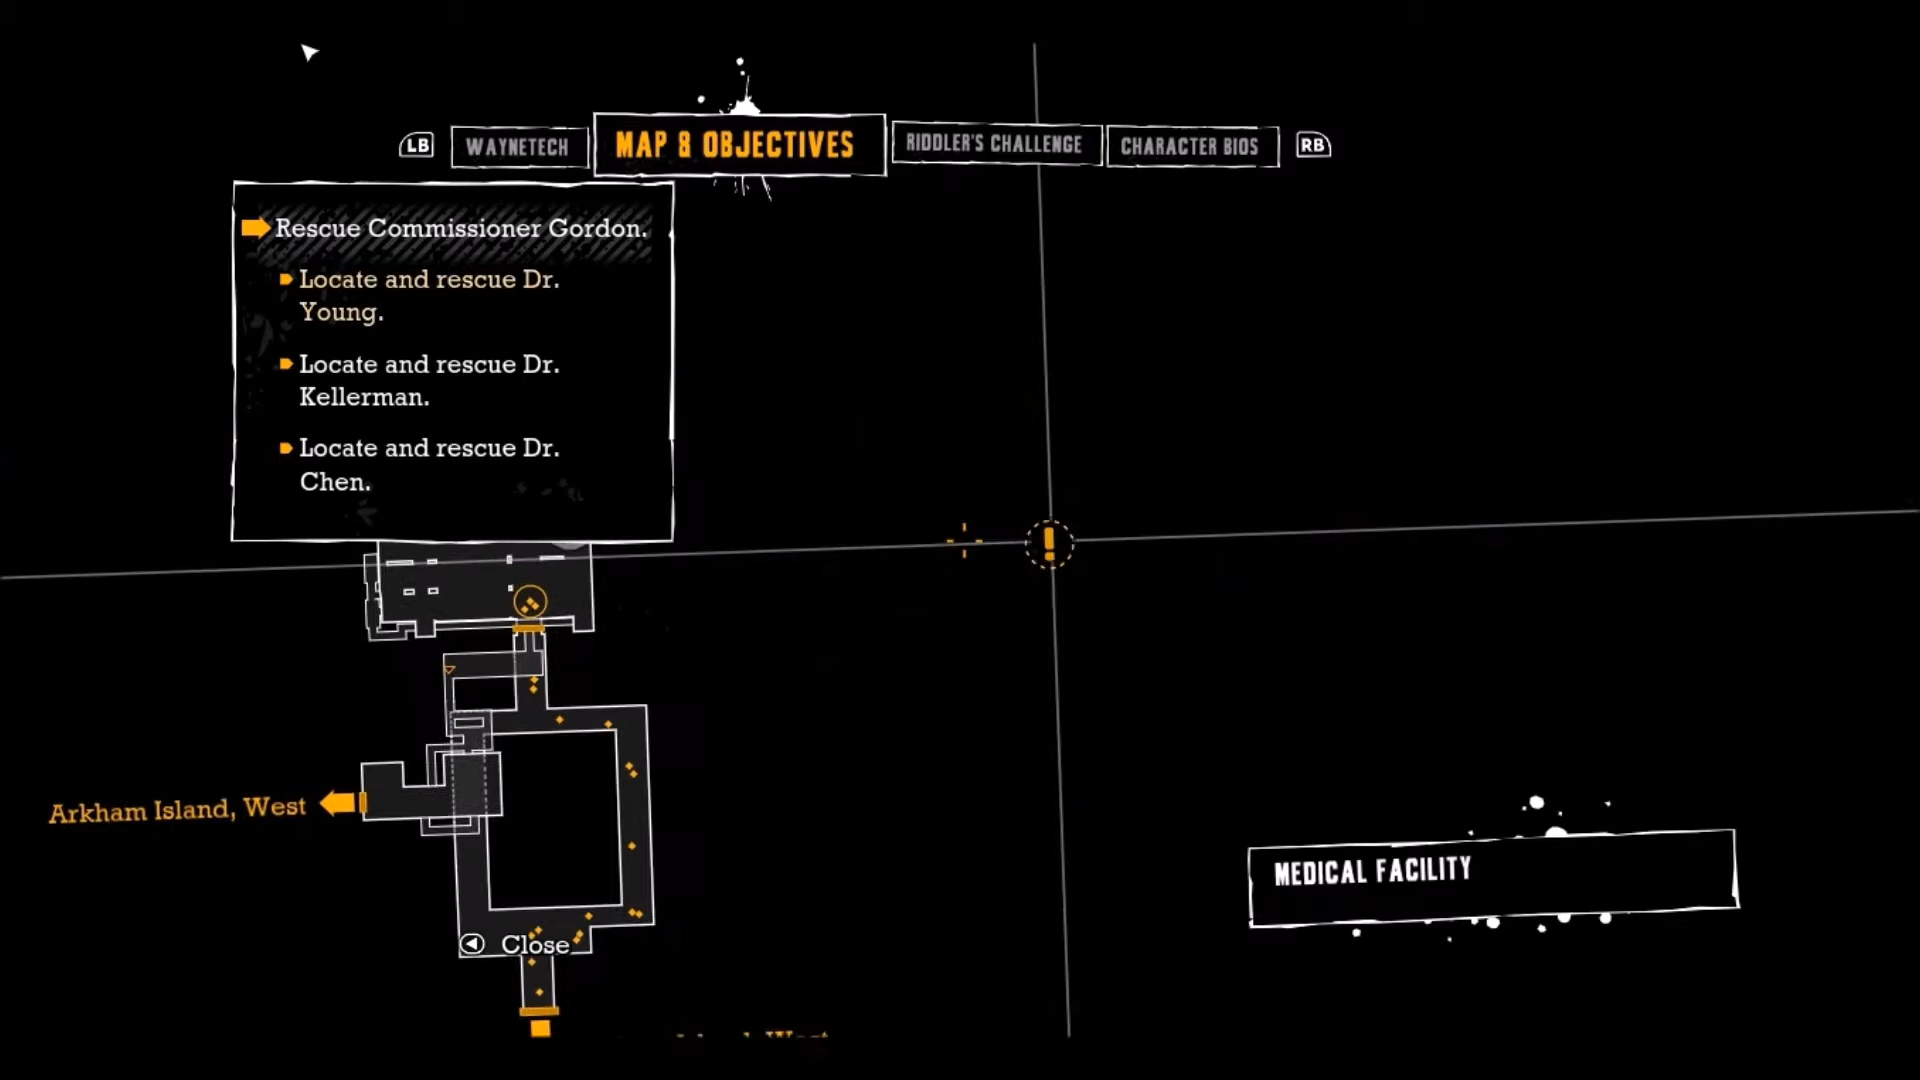 LB
WAYNETECH
MAP & OBJECTIVES
RIDDLER'S CHALLENGE
CHARACTER BIOS
RB
Rescue Commissioner Gordon.
Locate and rescue Dr.
Young.
Locate and rescue Dr.
Kellerman.
Locate and rescue Dr.
Chen.
Arkham Island, West
MEDICAL FACILITY
Close
West